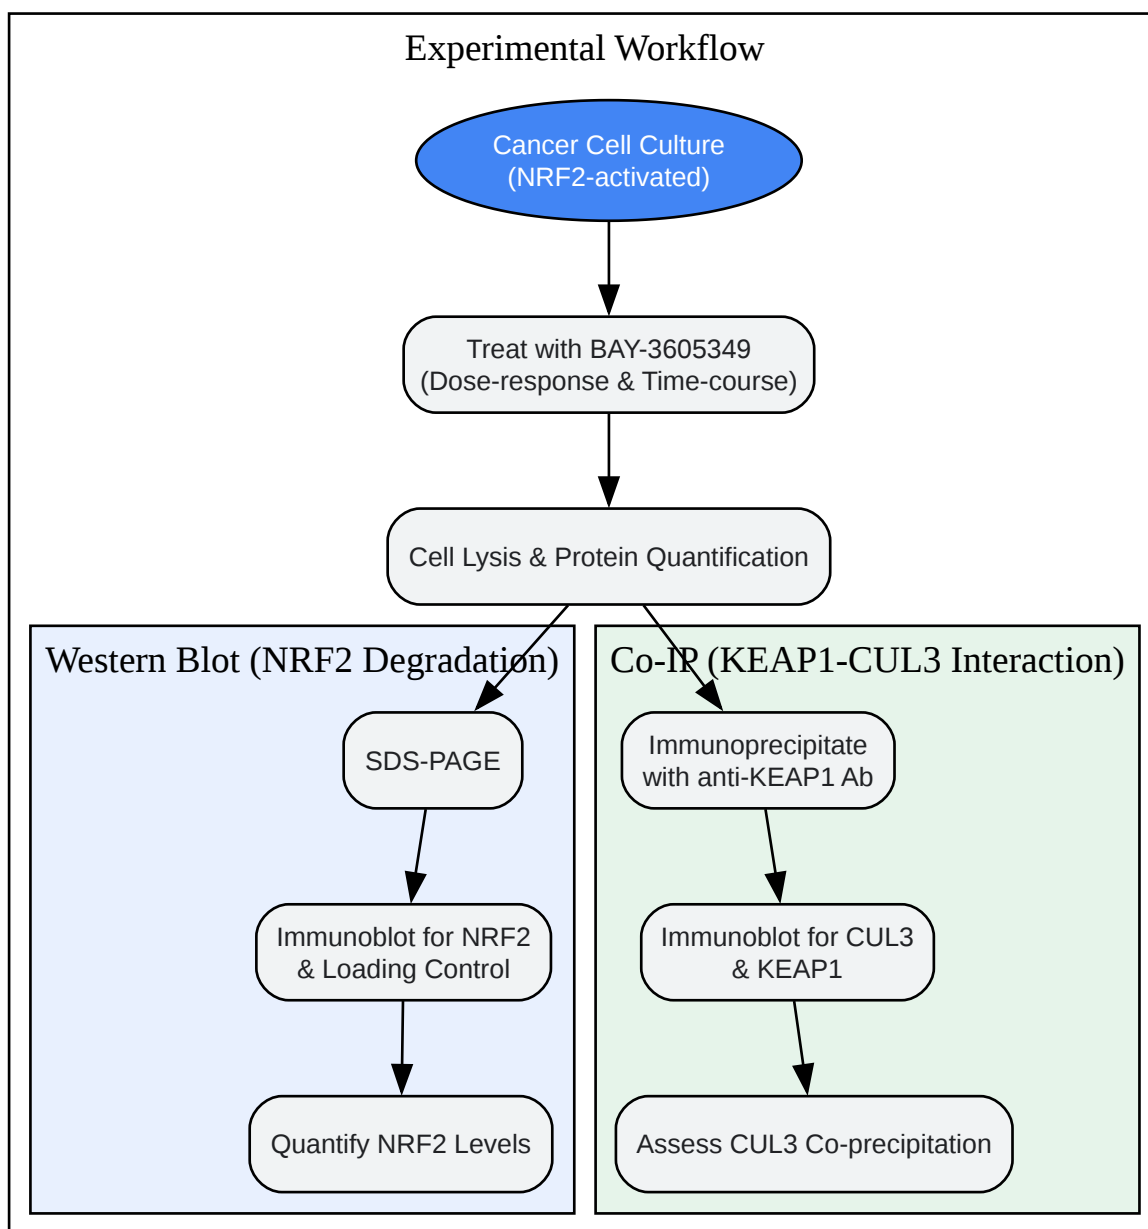 Experimental Workflow
Cancer Cell Culture
(NRF2-activated)
Treat with BAY-3605349
(Dose-response & Time-course)
Cell Lysis & Protein Quantification
Western Blot (NRF2 Degradation)
SDS-PAGE
Immunoblot for NRF2
& Loading Control
Quantify NRF2 Levels
Co-IP (KEAP1-CUL3 Interaction)
Immunoprecipitate
with anti-KEAP1 Ab
Immunoblot for CUL3
& KEAP1
Assess CUL3 Co-precipitation